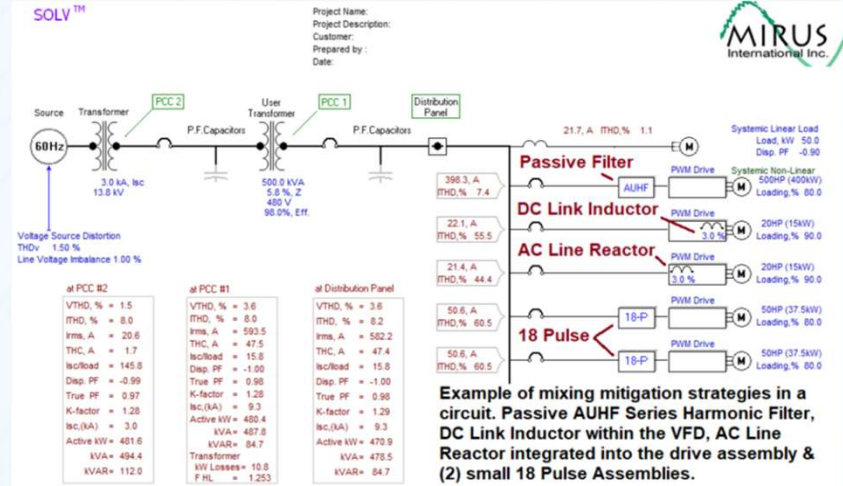 SOLV™
Project Name:
Project Description:
Customer:
Prepared by :
Date:
MIRUS
International Inc.
Source
Transformer
PCC 2
User
Transformer
PCC 1
Distribution
Panel
P.F.Capacitors
P.F.Capacitors
60Hz
3.0 kA, Isc
13.8 kV
500.0 kVA
5.8 %, Z
480 V
98.0%, Eff.
Voltage Source Distortion
THDv 1.50 %
Line Voltage Imbalance 1.00 %
21.7, A ITHD,% 1.1
M
Systemic Linear Load
Load, kW 50.0
Disp. PF -0.90
Systemic Non-Linear
398.3, A
ITHD,% 7.4
Passive Filter
AUHF
PWM Drive
M
500HP (400kW)
Loading,% 80.0
22.1, A
ITHD,% 55.5
DC Link Inductor
PWM Drive
3.0 %
M
20HP (15kW)
Loading,% 90.0
21.4, A
ITHD,% 44.4
AC Line Reactor
PWM Drive
3.0 %
M
20HP (15kW)
Loading,% 90.0
50.6, A
ITHD,% 60.5
18 Pulse
18-P
PWM Drive
M
50HP (37.5kW)
Loading,% 80.0
50.6, A
ITHD,% 60.5
18-P
PWM Drive
M
50HP (37.5kW)
Loading,% 80.0
at PCC #2
VTHD, % = 1.5
ITHD, % = 8.0
Irms, A = 20.6
THC, A = 1.7
Isc/Iload = 145.8
Disp. PF = -0.99
True PF = 0.97
K-factor = 1.28
Isc,(kA) = 3.0
Active kW= 481.6
kVA= 494.4
kVAR= 112.0
at PCC #1
VTHD, % = 3.6
ITHD, % = 8.0
Irms, A = 593.5
THC, A = 47.5
Isc/Iload = 15.8
Disp. PF = -1.00
True PF = 0.98
K-factor = 1.28
Isc,(kA) = 9.3
Active kW = 480.4
kVA= 487.8
kVAR= 84.7
Transformer
kW Losses= 10.8
F HL = 1.253
at Distribution Panel
VTHD, % = 3.6
ITHD, % = 8.2
Irms, A = 582.2
THC, A = 47.4
Isc/Iload = 15.8
Disp. PF = -1.00
True PF = 0.98
K-factor = 1.29
Isc,(kA) = 9.3
Active kW = 470.9
kVA= 478.5
kVAR= 84.7
Example of mixing mitigation strategies in a
circuit. Passive AUHF Series Harmonic Filter,
DC Link Inductor within the VFD, AC Line
Reactor integrated into the drive assembly &
(2) small 18 Pulse Assemblies.